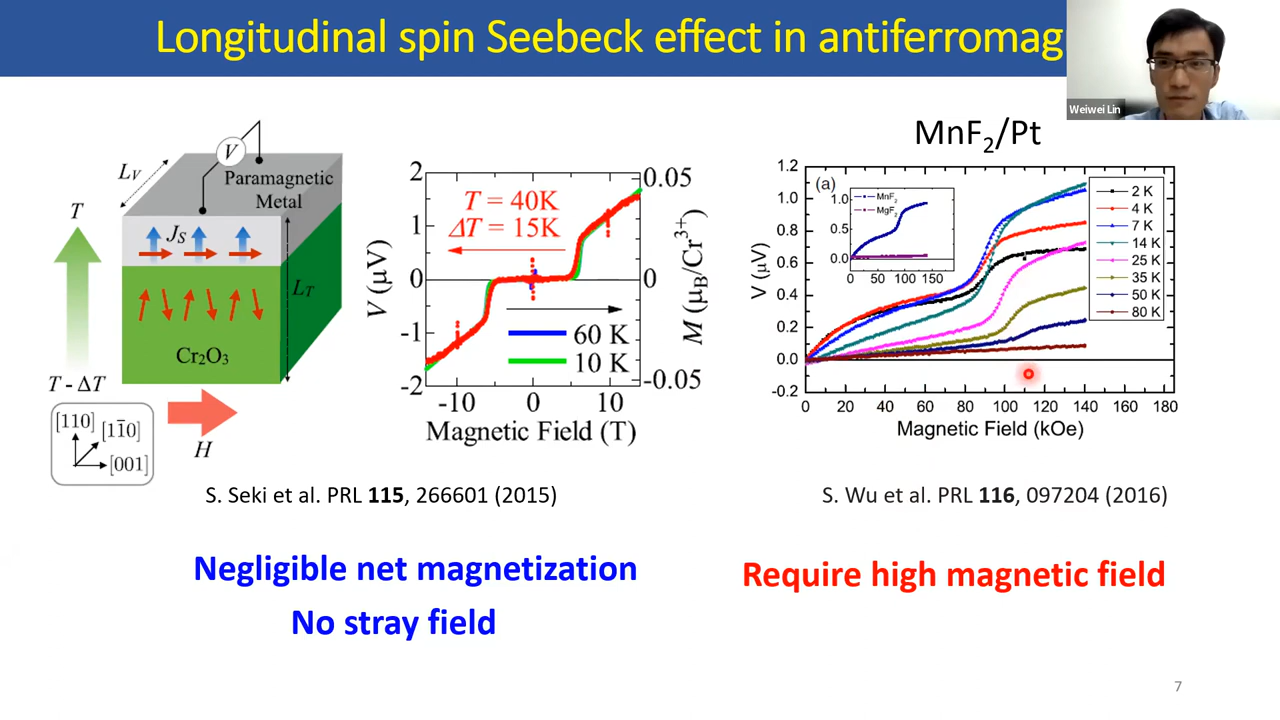 Longitudinal spin Seebeck effect in antiferromag
Weiwei Lin
L_V
V
Paramagnetic
Metal
T
J_S
L_T
Cr₂O₃
T - ΔT
[110]
[11̄0]
[001]
H
2
1
0
-1
-2
V (μV)
T = 40K
ΔT = 15K
60 K
10 K
0.05
0
-0.05
M (μ_B/Cr³⁺)
-10 0 10
Magnetic Field (T)
MnF₂/Pt
1.2
1.0
0.8
0.6
0.4
0.2
0.0
-0.2
V (μV)
(a)
MnF₂
MgF₂
1.0
0.5
0.0
0 50 100 150
2 K
4 K
7 K
14 K
25 K
35 K
50 K
80 K
0 20 40 60 80 100 120 140 160 180
Magnetic Field (kOe)
S. Seki et al. PRL 115, 266601 (2015)
S. Wu et al. PRL 116, 097204 (2016)
Negligible net magnetization
No stray field
Require high magnetic field
7